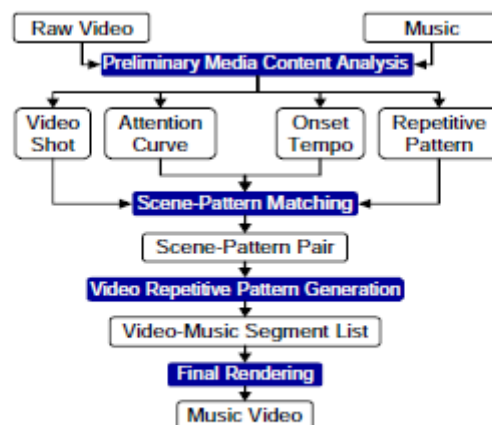 Raw Video
Music
Preliminary Media Content Analysis
Video
Shot
Attention
Curve
Onset
Tempo
Repetitive
Pattern
Scene-Pattern Matching
Scene-Pattern Pair
Video Repetitive Pattern Generation
Video-Music Segment List
Final Rendering
Music Video